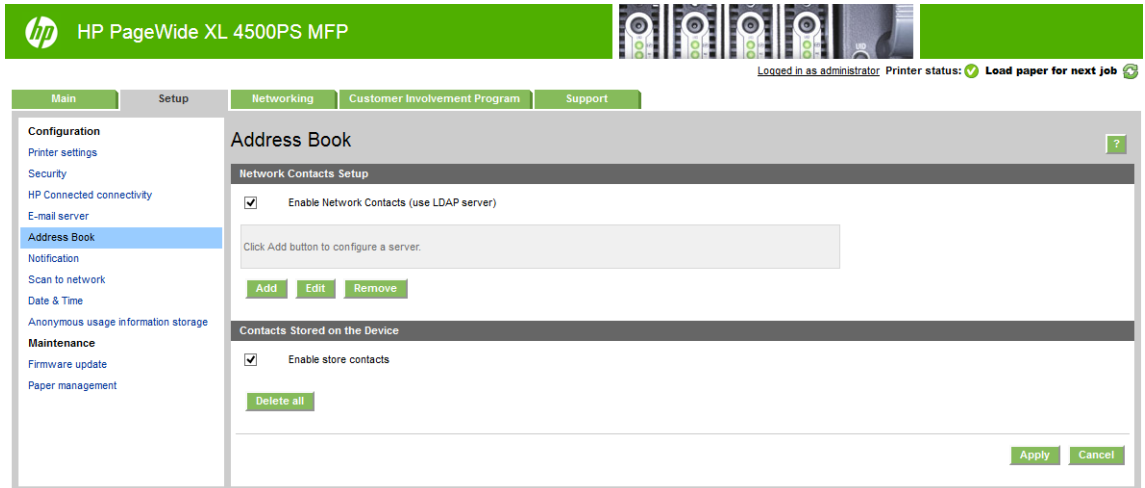 hp HP PageWide XL 4500PS MFP
UID
Logged in as administrator Printer status: Load paper for next job
Main Setup Networking Customer Involvement Program Support
Configuration
Printer settings
Security
HP Connected connectivity
E-mail server
Address Book
Notification
Scan to network
Date & Time
Anonymous usage information storage
Maintenance
Firmware update
Paper management
Address Book ?
Network Contacts Setup
Enable Network Contacts (use LDAP server)
Click Add button to configure a server.
Add Edit Remove
Contacts Stored on the Device
Enable store contacts
Delete all
Apply Cancel